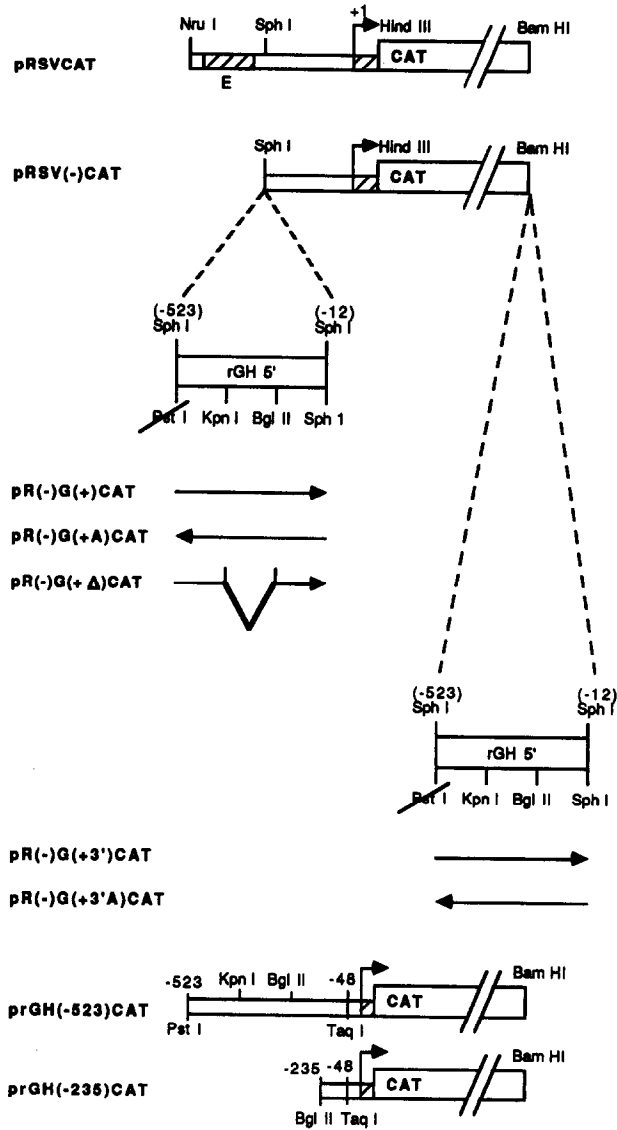 Nru I Sph I +1 Hind III Bam HI
pRSVCAT CAT
E
Sph I Hind III Bam HI
pRSV(-)CAT CAT
(-523) (-12)
Sph I Sph I
rGH 5'
Pst I Kpn I Bgl II Sph 1
pR(-)G(+)CAT
pR(-)G(+A)CAT
pR(-)G(+ Δ)CAT
(-523) (-12)
Sph I Sph I
rGH 5'
Pst I Kpn I Bgl II Sph I
pR(-)G(+3')CAT
pR(-)G(+3'A)CAT
-523 Kpn I Bgl II -48 Bam HI
prGH(-523)CAT CAT
Pst I Taq I
-235 -48 Bam HI
prGH(-235)CAT CAT
Bgl II Taq I